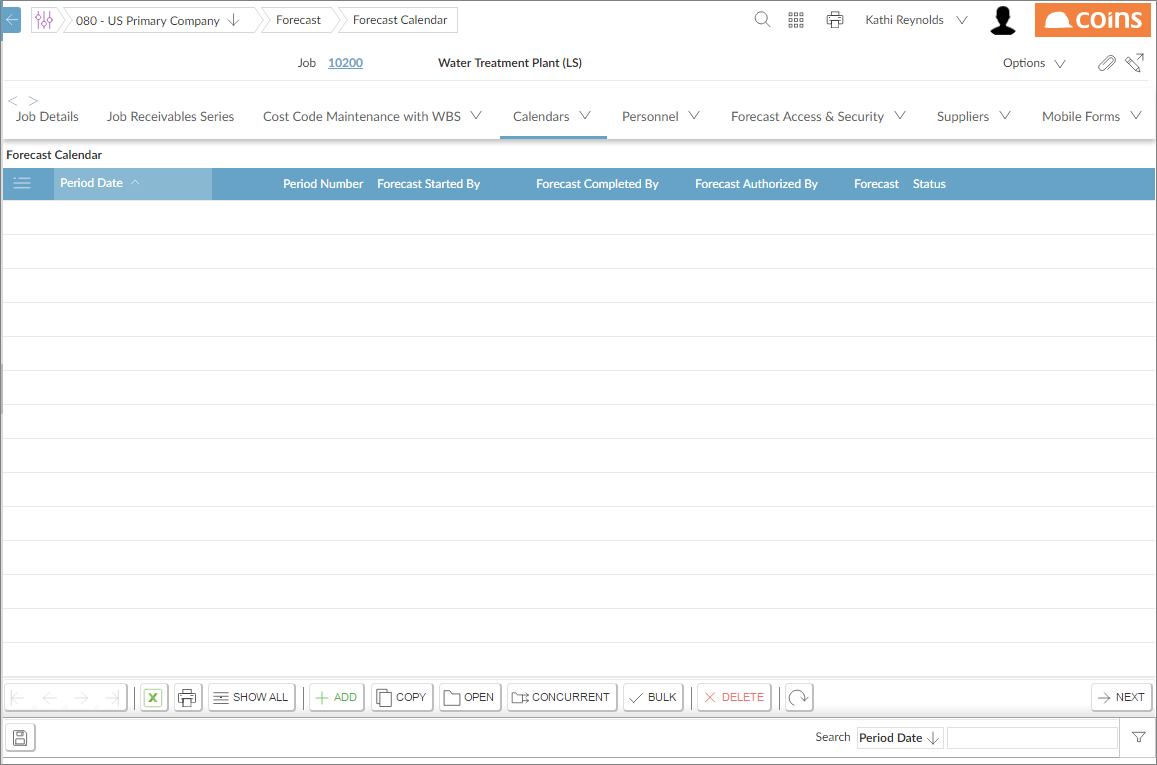 080 - US Primary Company Forecast Forecast Calendar Kathi Reynolds coins
Job 10200 Water Treatment Plant (LS) Options
Job Details Job Receivables Series Cost Code Maintenance with WBS Calendars Personnel Forecast Access & Security Suppliers Mobile Forms
Forecast Calendar
Period Date Period Number Forecast Started By Forecast Completed By Forecast Authorized By Forecast Status
SHOW ALL ADD COPY OPEN CONCURRENT BULK DELETE NEXT
Search Period Date